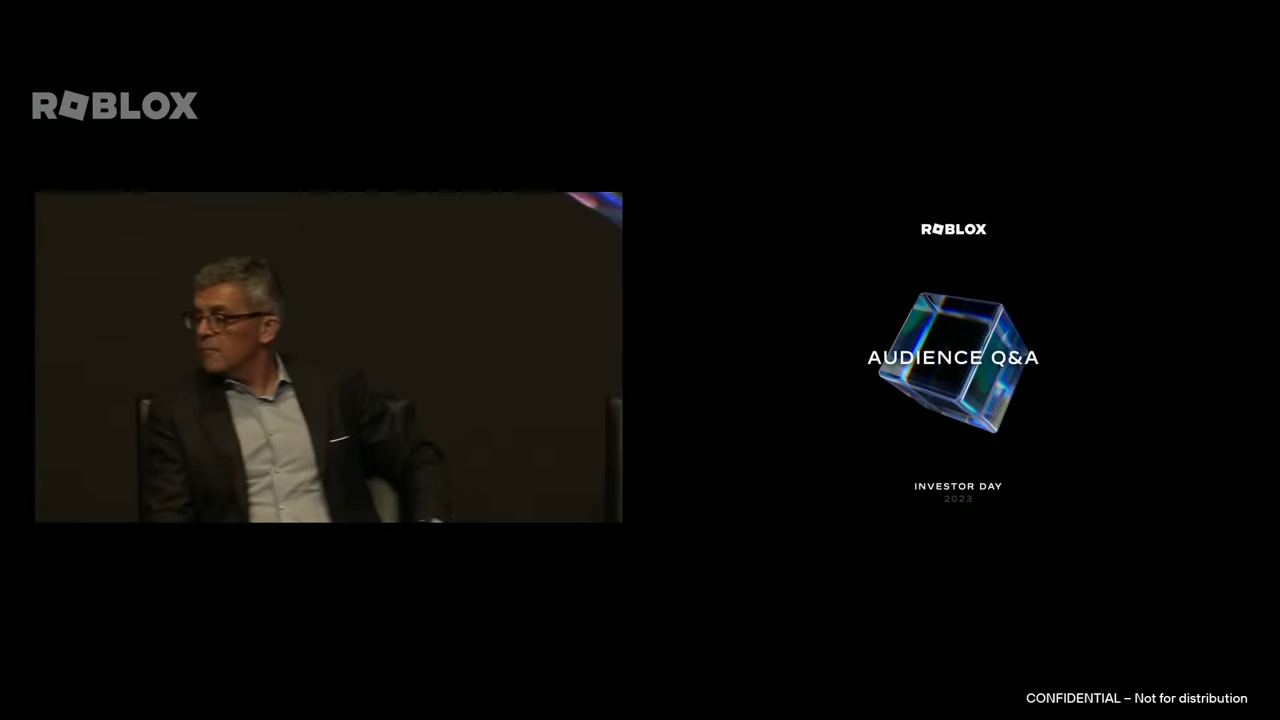 ROBLOX
ROBLOX
AUDIENCE Q&A
INVESTOR DAY
2023
CONFIDENTIAL – Not for distribution